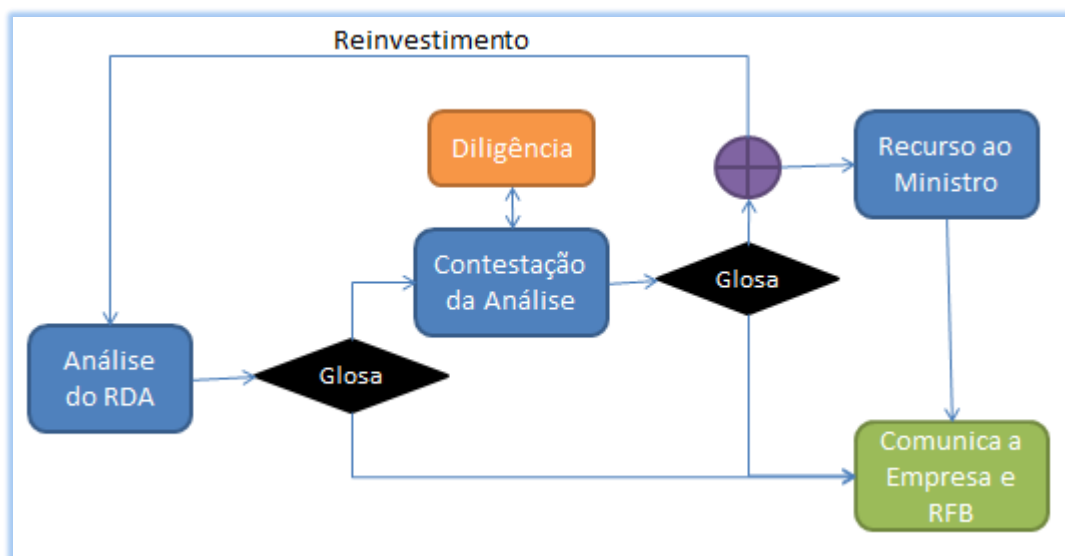 Reinvestimento
Diligência
Recurso ao
Ministro
Contestação
da Análise
Glosa
Análise
do RDA
Glosa
Comunica a
Empresa e
RFB